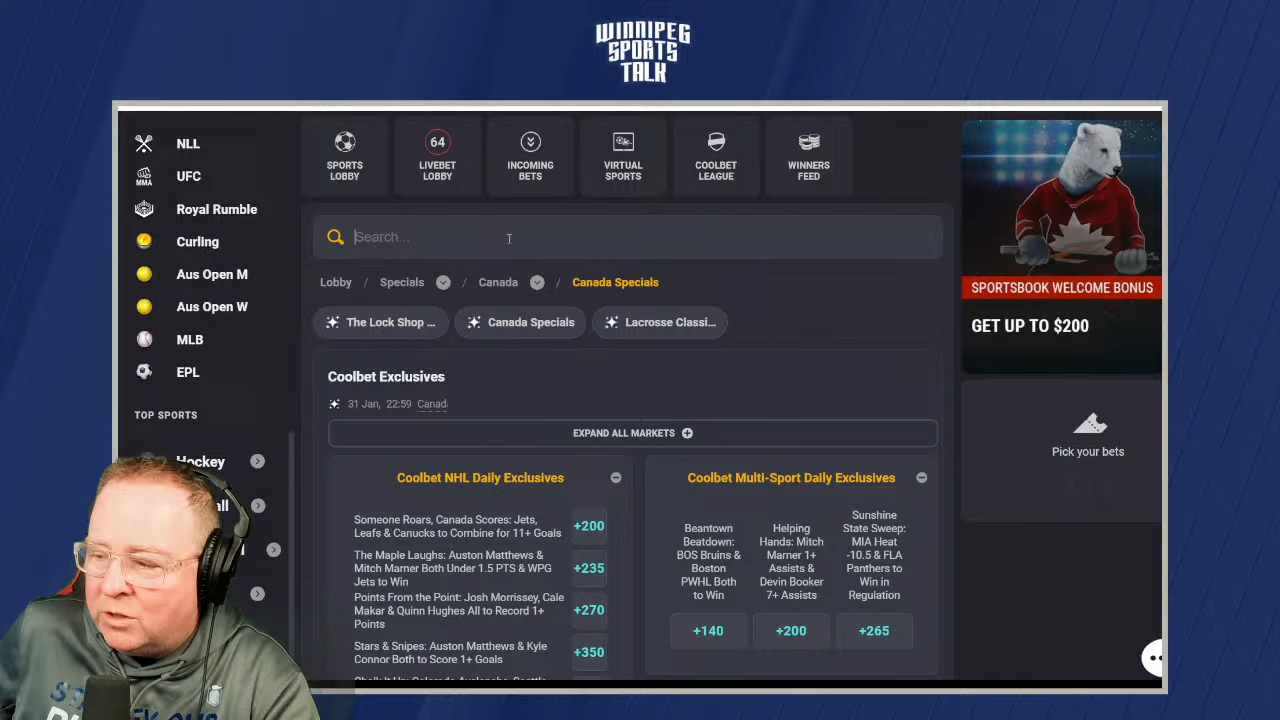 WINNIPEG
SPORTS
TALK
NLL
UFC
Royal Rumble
Curling
Aus Open M
Aus Open W
MLB
EPL
TOP SPORTS
Hockey
SPORTS
LOBBY
64
LIVEBET
LOBBY
INCOMING
BETS
VIRTUAL
SPORTS
COOLBET
LEAGUE
WINNERS
FEED
Search...
Lobby / Specials / Canada / Canada Specials
The Lock Shop ...
Canada Specials
Lacrosse Classi...
Coolbet Exclusives
31 Jan, 22:59 Canad
EXPAND ALL MARKETS
Coolbet NHL Daily Exclusives
Someone Roars, Canada Scores: Jets,
Leafs & Canucks to Combine for 11+ Goals
+200
The Maple Laughs: Auston Matthews &
Mitch Marner Both Under 1.5 PTS & WPG
Jets to Win
+235
Points From the Point: Josh Morrissey, Cale
Makar & Quinn Hughes All to Record 1+
Points
+270
Stars & Snipes: Auston Matthews & Kyle
Connor Both to Score 1+ Goals
+350
Coolbet Multi-Sport Daily Exclusives
Beantown
Beatdown:
BOS Bruins &
Boston
PWHL Both
to Win
+140
Helping
Hands: Mitch
Marner 1+
Assists &
Devin Booker
7+ Assists
+200
Sunshine
State Sweep:
MIA Heat
-10.5 & FLA
Panthers to
Win in
Regulation
+265
SPORTSBOOK WELCOME BONUS
GET UP TO $200
Pick your bets